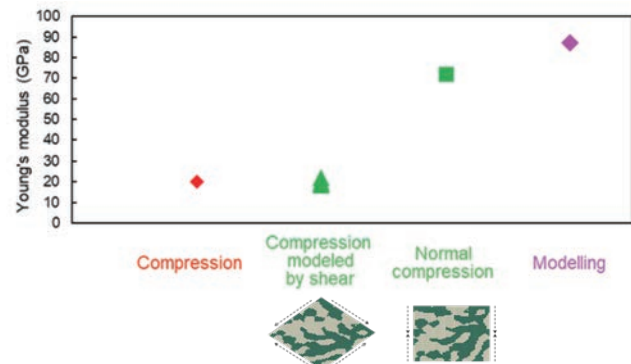 Young's modulus (GPa)
100
90
80
70
60
50
40
30
20
10
0
Compression
Compression
modeled
by shear
Normal
compression
Modelling